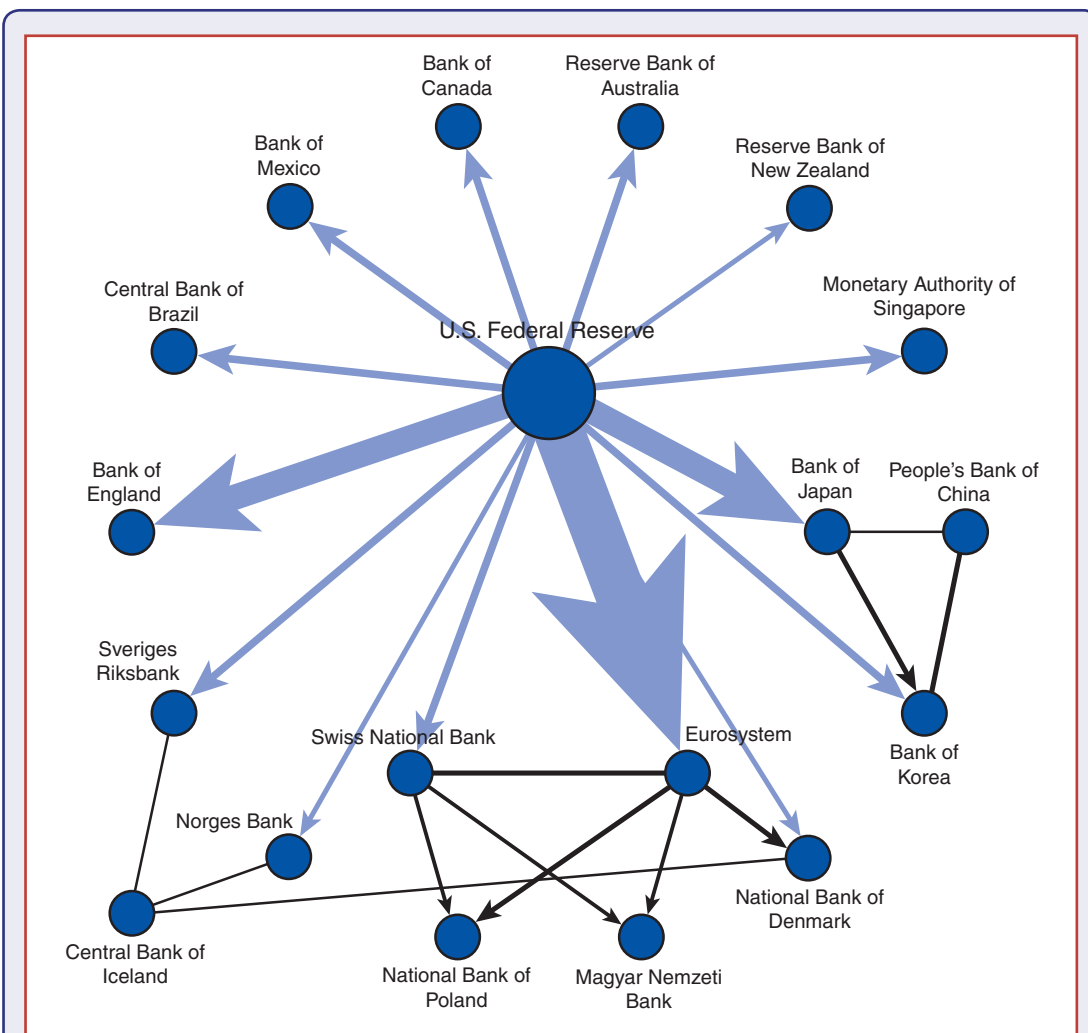 Bank of
Canada
Reserve Bank of
Australia
Bank of
Mexico
Reserve Bank of
New Zealand
Central Bank of
Brazil
Monetary Authority of
Singapore
U.S. Federal Reserve
Bank of
England
Bank of
Japan
People’s Bank of
China
Sveriges
Riksbank
Swiss National Bank
Eurosystem
Bank of
Korea
Norges Bank
National Bank of
Denmark
Central Bank of
Iceland
National Bank of
Poland
Magyar Nemzeti
Bank